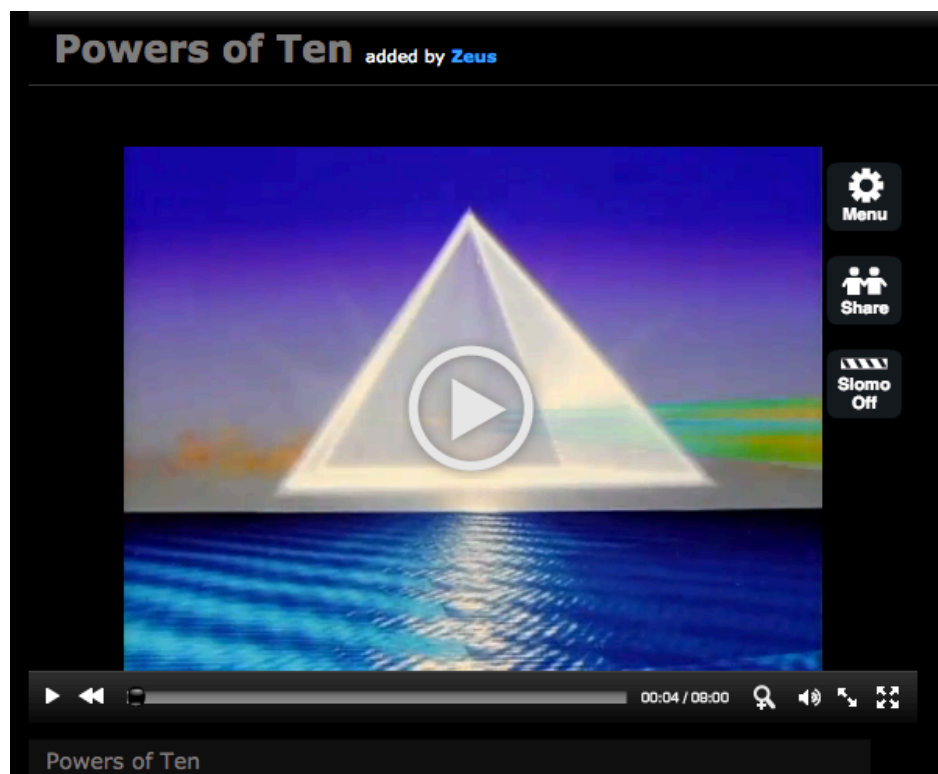 Powers of Ten added by Zeus
Menu
Share
Slomo
Off
00:04 / 08:00
Powers of Ten